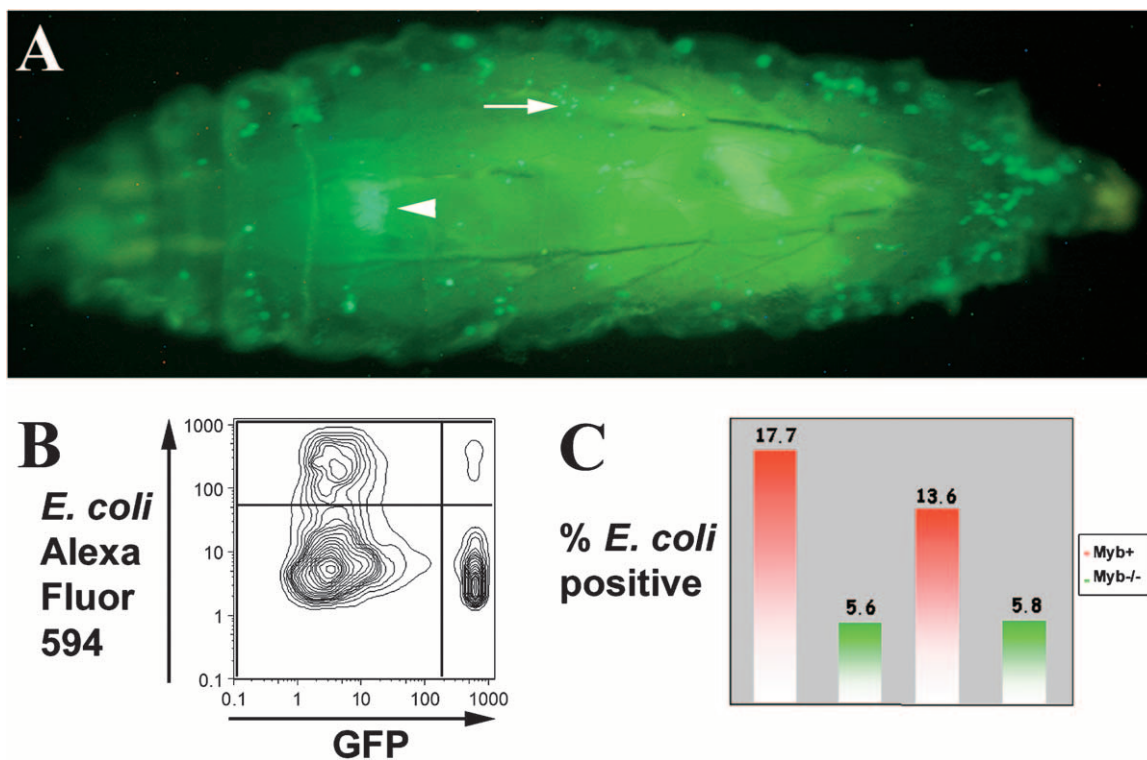 A
B
E. coli
Alexa
Fluor
594
1000
100
10
1
0.1
0.1 1 10 100 1000
GFP
C
% E. coli
positive
17.7
5.6
13.6
5.8
Myb+
Myb-/-